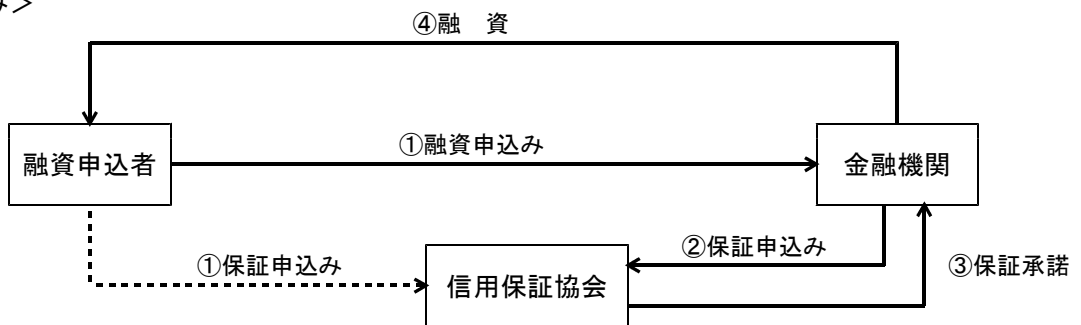 み＞
④融　資
融資申込者
①融資申込み
金融機関
①保証申込み
②保証申込み
③保証承諾
信用保証協会